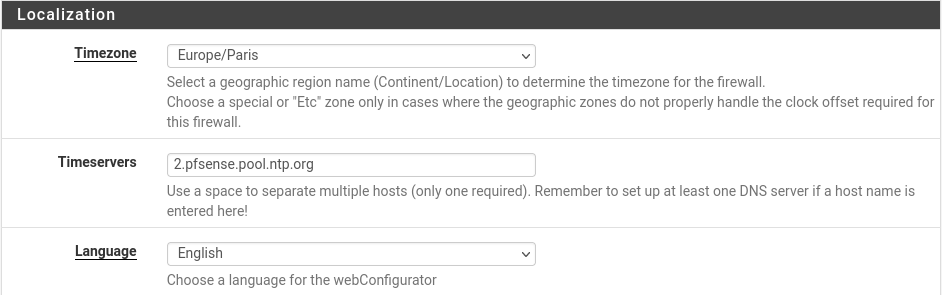 Localization
Timezone
Europe/Paris
Select a geographic region name (Continent/Location) to determine the timezone for the firewall.
Choose a special or "Etc" zone only in cases where the geographic zones do not properly handle the clock offset required for
this firewall.
Timeservers
2.pfsense.pool.ntp.org
Use a space to separate multiple hosts (only one required). Remember to set up at least one DNS server if a host name is
entered here!
Language
English
Choose a language for the webConfigurator